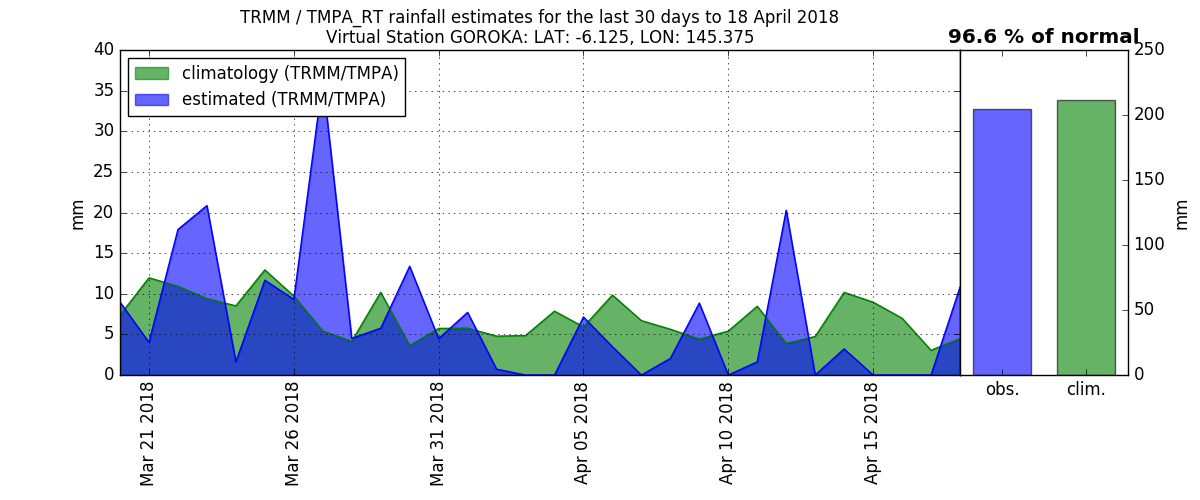 TRMM / TMPA_RT rainfall estimates for the last 30 days to 18 April 2018
Virtual Station GOROKA: LAT: -6.125, LON: 145.375
96.6 % of normal
climatology (TRMM/TMPA)
estimated (TRMM/TMPA)
40
35
30
25
20
15
10
5
0
mm
Mar 21 2018
Mar 26 2018
Mar 31 2018
Apr 05 2018
Apr 10 2018
Apr 15 2018
obs.
clim.
250
200
150
100
50
0
mm